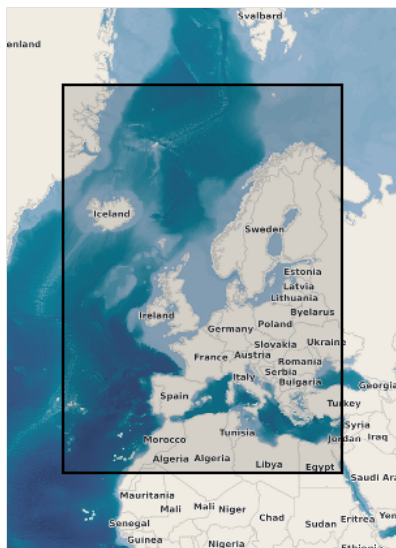 Svalbard
enland
Iceland
Sweden
Estonia
Latvia
Lithuania
Byelarus
Ireland
Poland
Germany
Slovakia
Ukraine
France
Austria
Romania
Serbia
Italy
Bulgaria
Georgia
Spain
Turkey
Tunisia
Syria
Morocco
Jordan
Iraq
Algeria
Algeria
Libya
Egypt
Saudi Ara
Mauritania
Mali
Mali
Niger
Chad
Senegal
Sudan
Eritrea
Yem
Guinea
Nigeria
Ethiopia